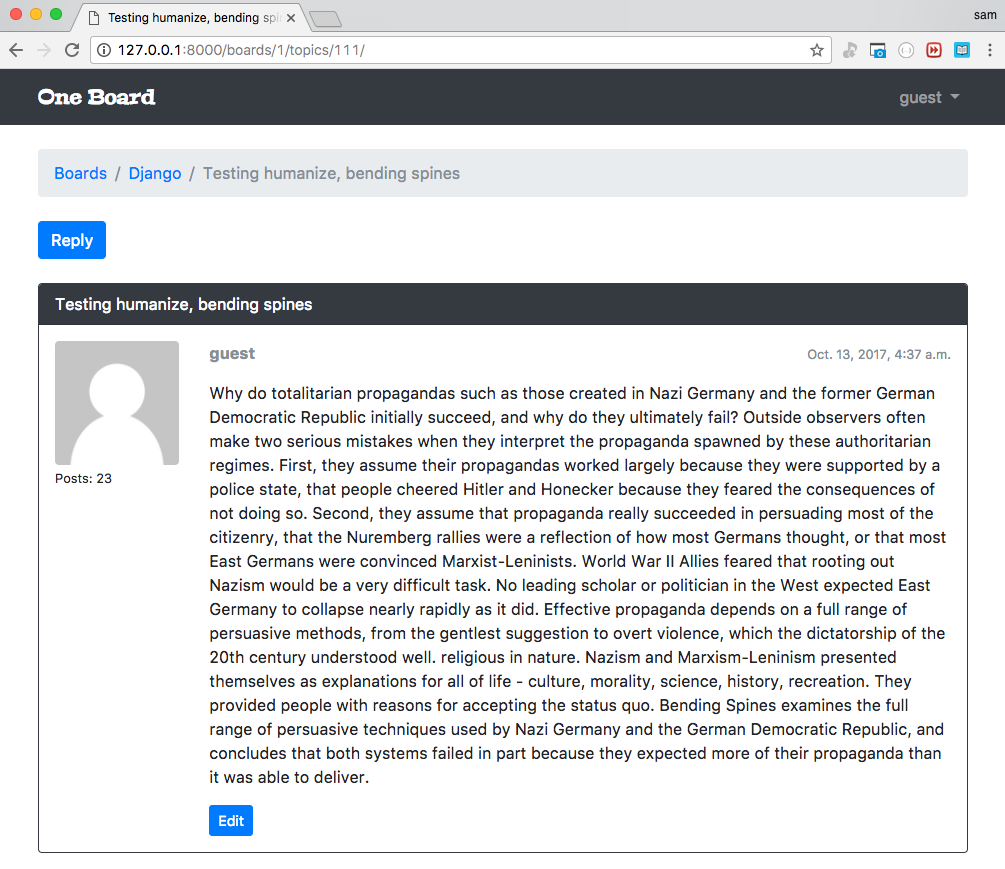 Testing humanize, bending spi
sam
127.0.0.1:8000/boards/1/topics/111/
One Board
guest
Boards / Django / Testing humanize, bending spines
Reply
Testing humanize, bending spines
guest
Oct. 13, 2017, 4:37 a.m.
Posts: 23
Why do totalitarian propagandas such as those created in Nazi Germany and the former German
Democratic Republic initially succeed, and why do they ultimately fail? Outside observers often
make two serious mistakes when they interpret the propaganda spawned by these authoritarian
regimes. First, they assume their propagandas worked largely because they were supported by a
police state, that people cheered Hitler and Honecker because they feared the consequences of
not doing so. Second, they assume that propaganda really succeeded in persuading most of the
citizenry, that the Nuremberg rallies were a reflection of how most Germans thought, or that most
East Germans were convinced Marxist-Leninists. World War II Allies feared that rooting out
Nazism would be a very difficult task. No leading scholar or politician in the West expected East
Germany to collapse nearly rapidly as it did. Effective propaganda depends on a full range of
persuasive methods, from the gentlest suggestion to overt violence, which the dictatorship of the
20th century understood well. religious in nature. Nazism and Marxism-Leninism presented
themselves as explanations for all of life - culture, morality, science, history, recreation. They
provided people with reasons for accepting the status quo. Bending Spines examines the full
range of persuasive techniques used by Nazi Germany and the German Democratic Republic, and
concludes that both systems failed in part because they expected more of their propaganda than
it was able to deliver.
Edit